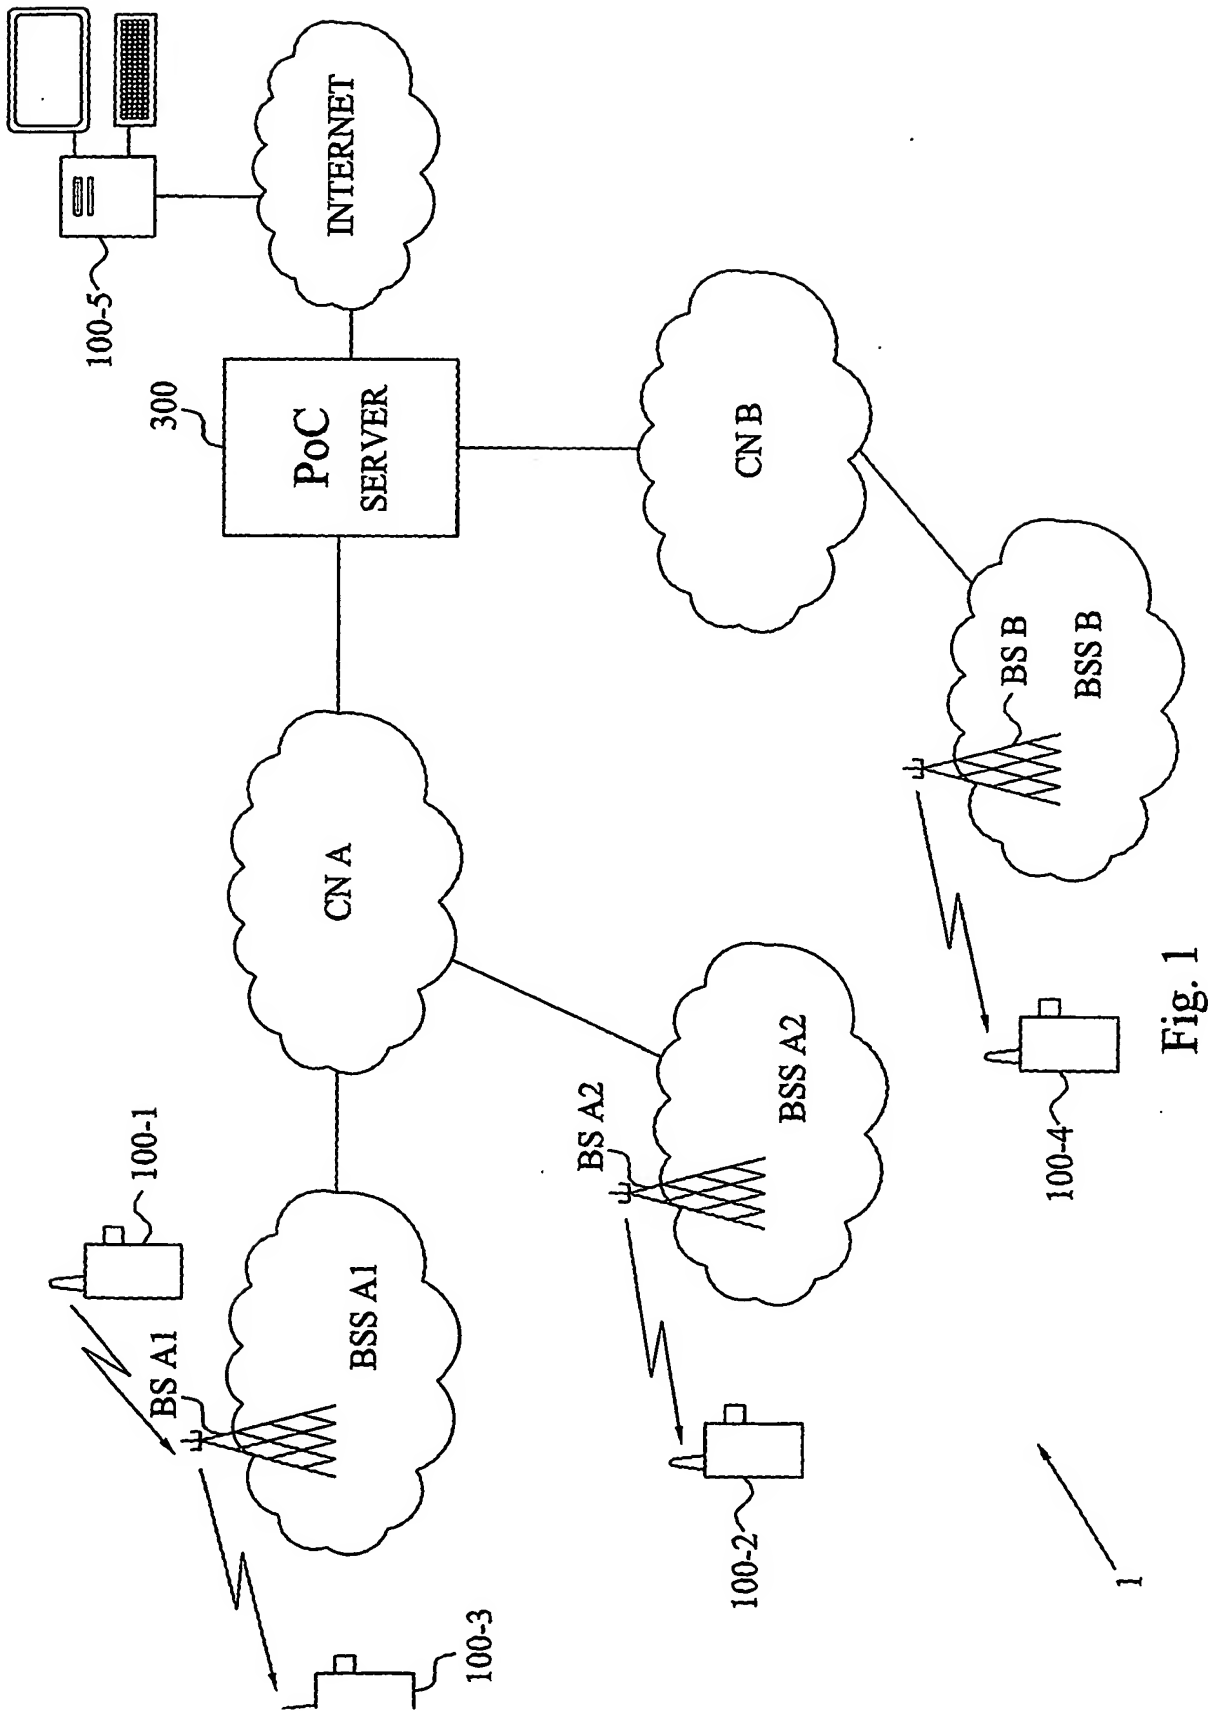 100-3
100-1
BS A1
BSS A1
CN A
300
PoC
SERVER
100-5
INTERNET
100-2
BS A2
BSS A2
CN B
100-4
BS B
BSS B
1
Fig. 1